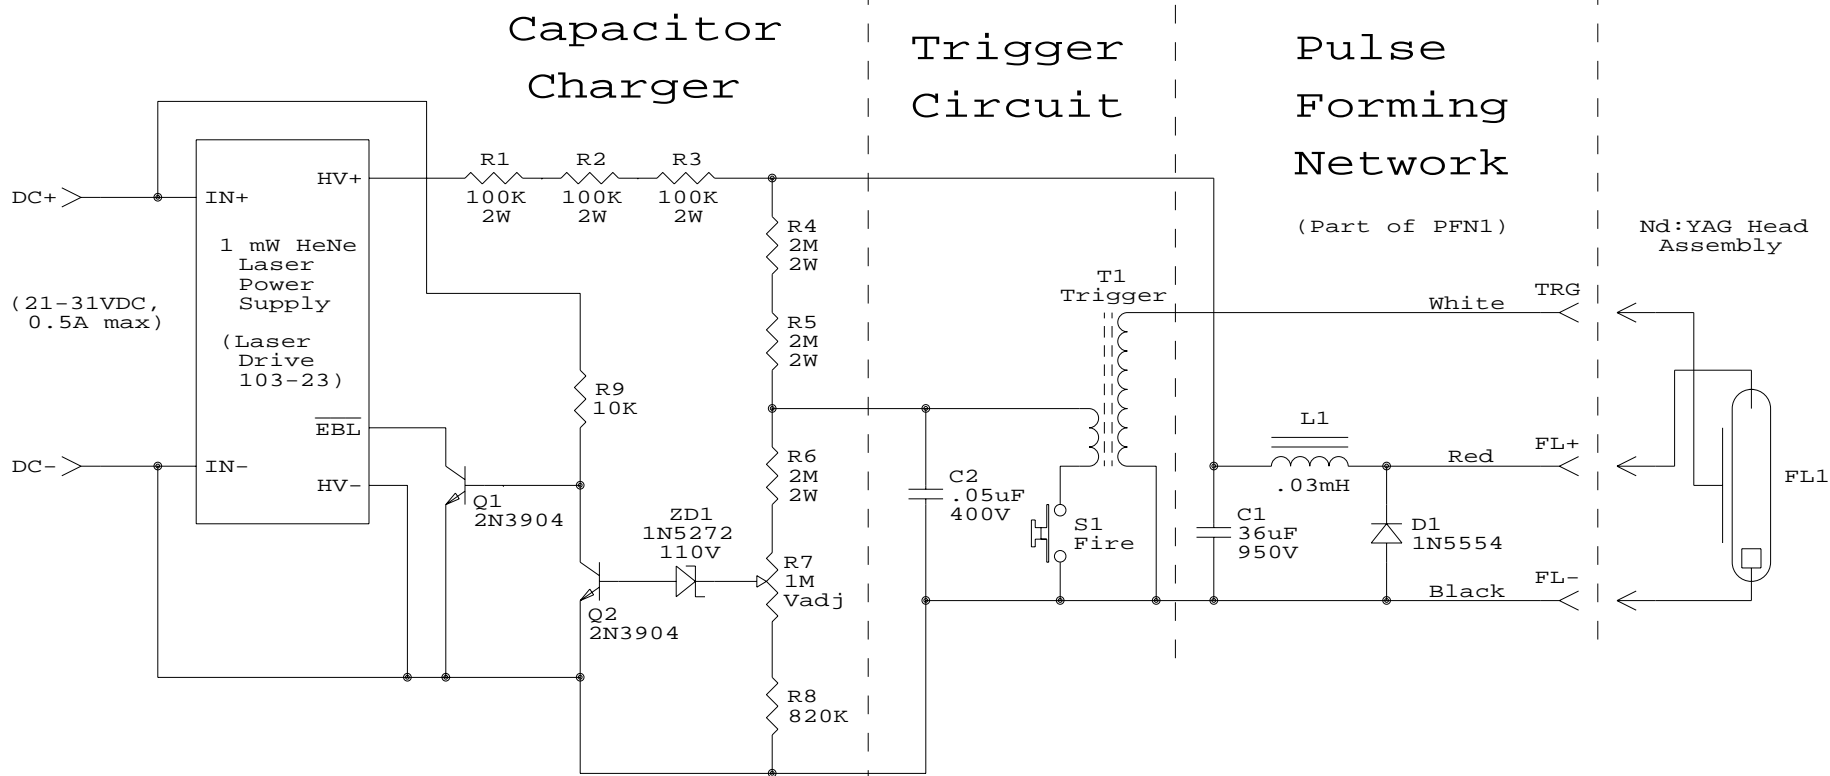 Capacitor
Charger
Trigger
Circuit
Pulse
Forming
Network
(Part of PFN1)
Nd:YAG Head
Assembly
DC+
IN+
HV+
1 mW HeNe
Laser
Power
Supply
(Laser
Drive
103-23)
(21-31VDC,
0.5A max)
EBL
DC-
IN-
HV-
R1
100K
2W
R2
100K
2W
R3
100K
2W
R4
2M
2W
R5
2M
2W
R9
10K
R6
2M
2W
Q1
2N3904
ZD1
1N5272
110V
R7
1M
Vadj
Q2
2N3904
R8
820K
T1
Trigger
C2
.05uF
400V
S1
Fire
White
TRG
L1
.03mH
Red
FL+
C1
36uF
950V
D1
1N5554
Black
FL-
FL1